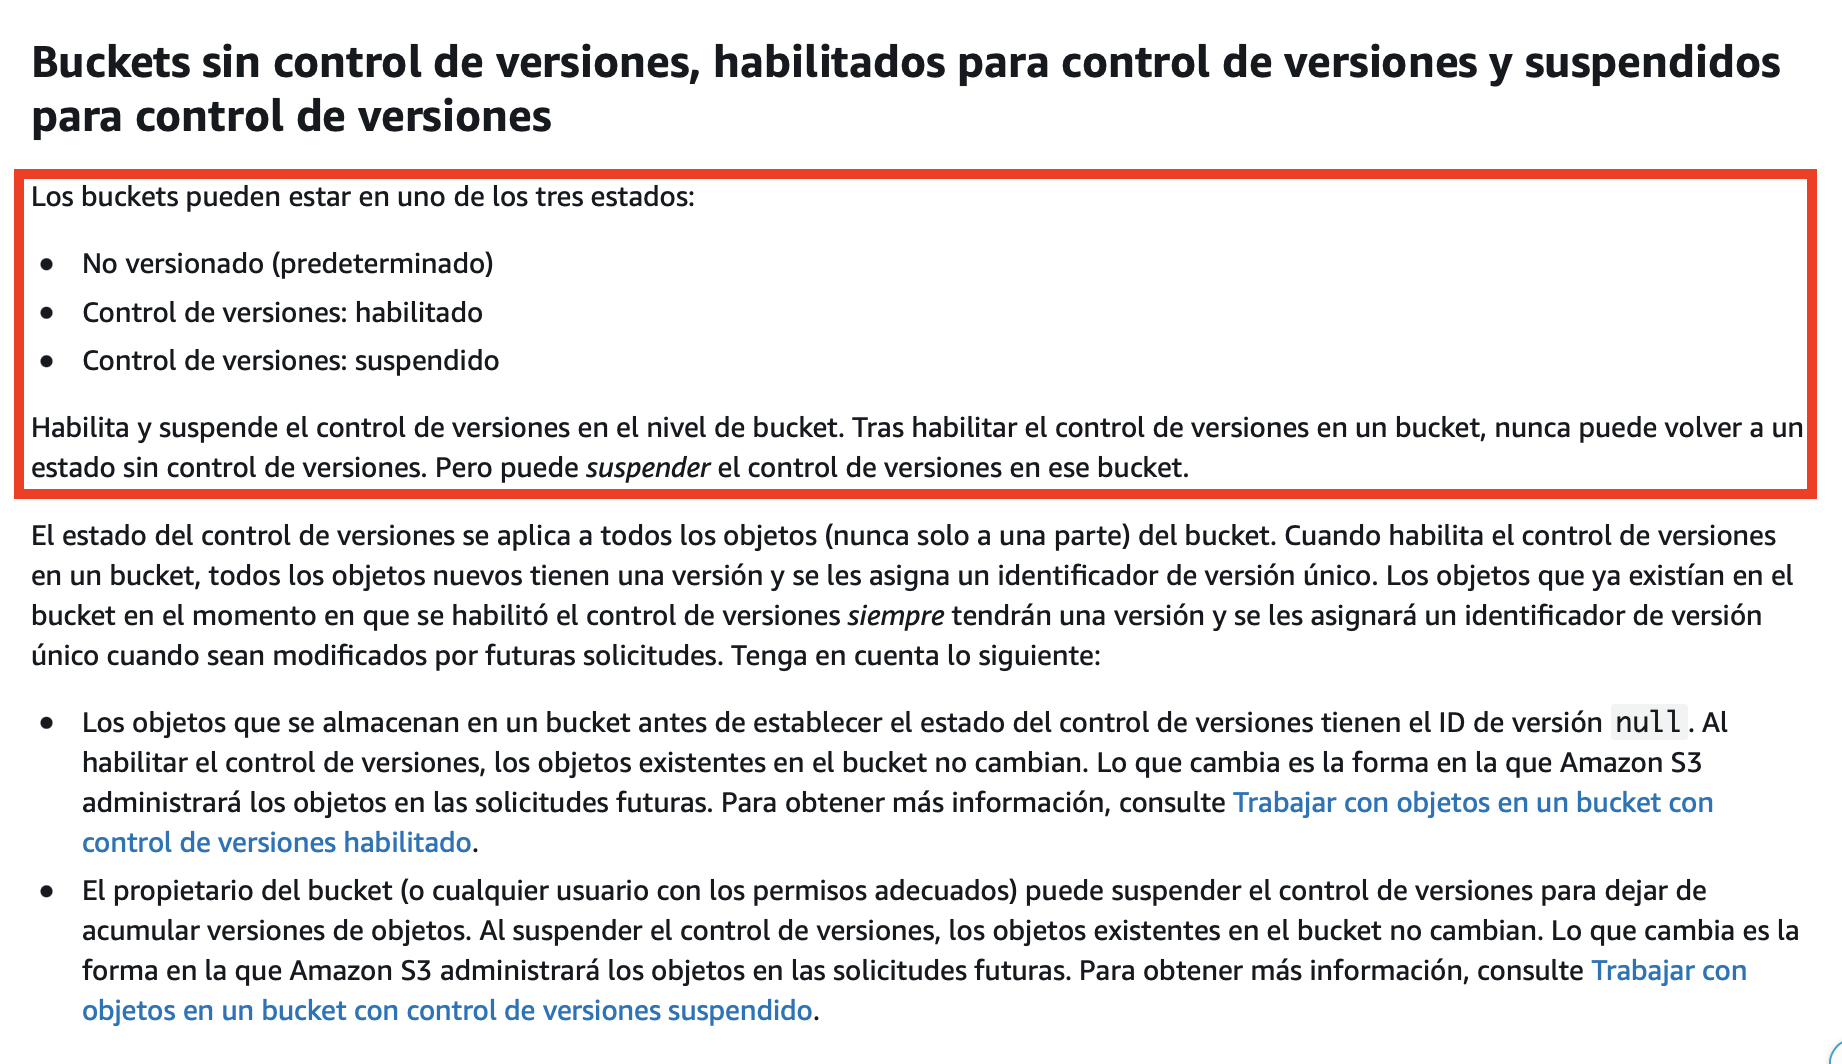 Buckets sin control de versiones, habilitados para control de versiones y suspendidos
para control de versiones
Los buckets pueden estar en uno de los tres estados:
• No versionado (predeterminado)
• Control de versiones: habilitado
• Control de versiones: suspendido
Habilita y suspende el control de versiones en el nivel de bucket. Tras habilitar el control de versiones en un bucket, nunca puede volver a un
estado sin control de versiones. Pero puede suspender el control de versiones en ese bucket.
El estado del control de versiones se aplica a todos los objetos (nunca solo a una parte) del bucket. Cuando habilita el control de versiones
en un bucket, todos los objetos nuevos tienen una versión y se les asigna un identificador de versión único. Los objetos que ya existían en el
bucket en el momento en que se habilitó el control de versiones siempre tendrán una versión y se les asignará un identificador de versión
único cuando sean modificados por futuras solicitudes. Tenga en cuenta lo siguiente:
• Los objetos que se almacenan en un bucket antes de establecer el estado del control de versiones tienen el ID de versión null. Al
habilitar el control de versiones, los objetos existentes en el bucket no cambian. Lo que cambia es la forma en la que Amazon S3
administrará los objetos en las solicitudes futuras. Para obtener más información, consulte Trabajar con objetos en un bucket con
control de versiones habilitado.
• El propietario del bucket (o cualquier usuario con los permisos adecuados) puede suspender el control de versiones para dejar de
acumular versiones de objetos. Al suspender el control de versiones, los objetos existentes en el bucket no cambian. Lo que cambia es la
forma en la que Amazon S3 administrará los objetos en las solicitudes futuras. Para obtener más información, consulte Trabajar con
objetos en un bucket con control de versiones suspendido.